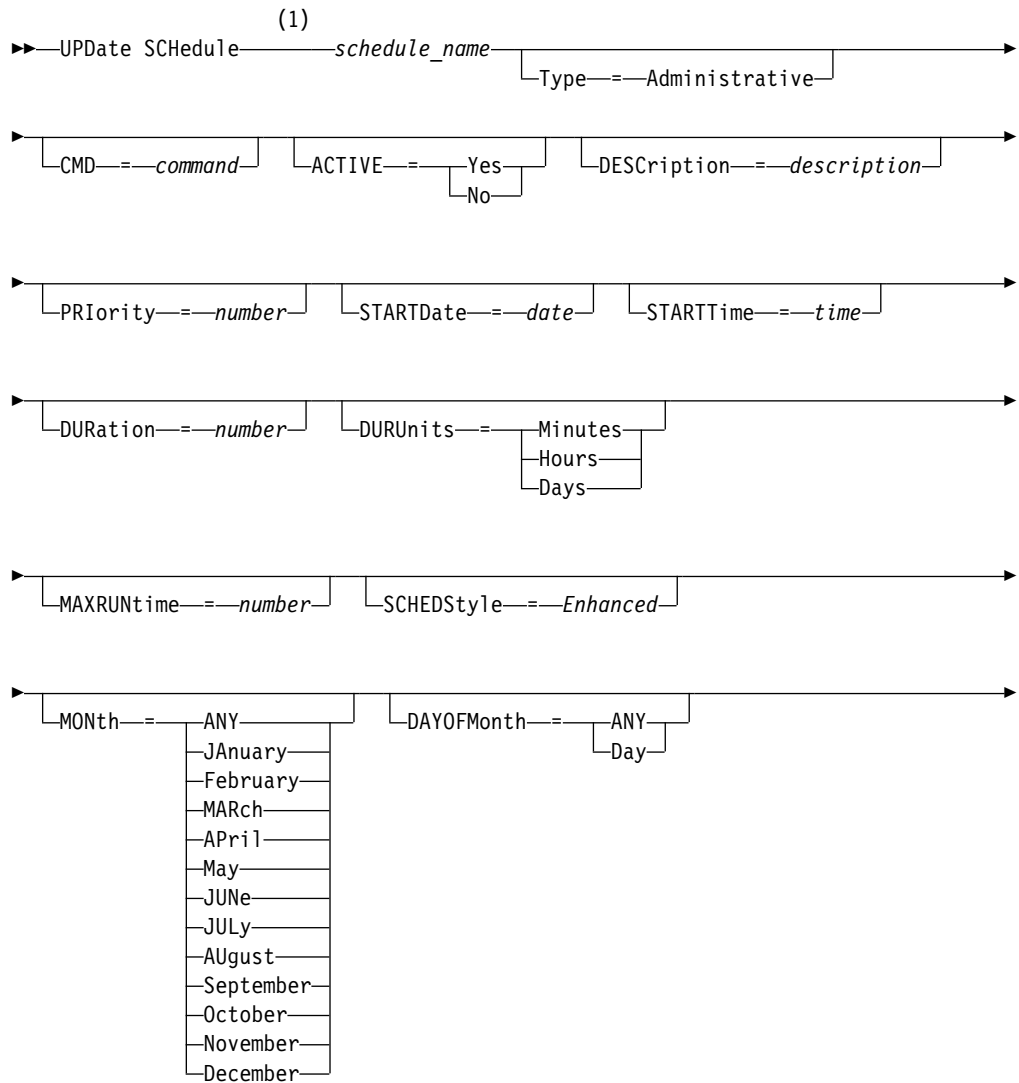 (1)
UPDate SCHedule schedule_name
Type = Administrative
CMD = command ACTIVE = Yes DESCription = description
No
PRIority = number STARTDate = date STARTTime = time
DURation = number DURUnits = Minutes
Hours
Days
MAXRUNtime = number SCHEDStyle = Enhanced
MONth = ANY DAYOFMonth = ANY
JAnuary Day
February
MARch
APril
May
JUNe
JULy
AUgust
September
October
November
December